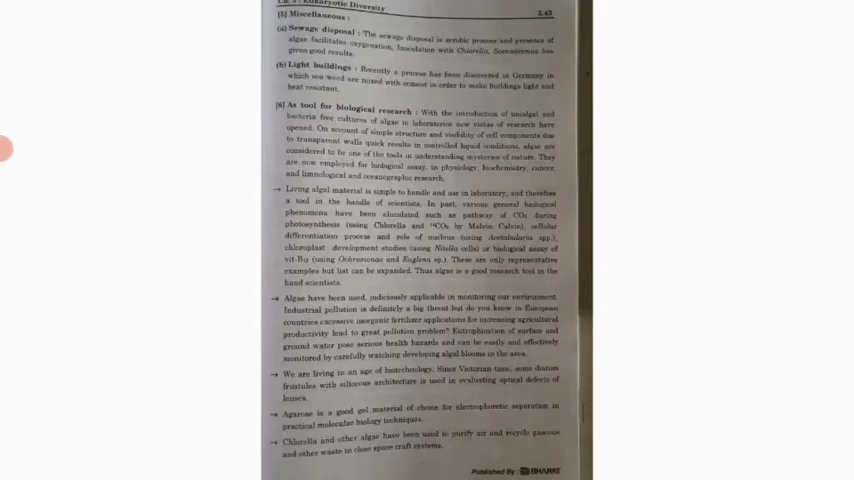 Ch. 5 : Eukaryotic Diversity
3.43
[5] Miscellaneous :
(a) Sewage disposal : The sewage disposal is aerobic process and presence of
algae facilitates oxygenation, Inoculation with Chlorella, Scenedesmus less
given good results.
(b) Light buildings : Recently a process has been discovered in Germany in
which sea weed are mixed with cement in order to make buildings light and
heat resistant.
[6] As tool for biological research : With the introduction of unialgal and
bacteria free cultures of algae in laboratories new vistas of research have
opened. On account of simple structure and visibility of cell components due
to transparent walls quick results in controlled liquid conditions, algae are
considered to be one of the tools in understanding mysteries of nature. They
are now employed for biological assay, in physiology, biochemistry, cancer,
and limnological and oceanographic research.
→ Living algal material is simple to handle and use in laboratory, and therefore
a tool in the handle of scientists. In past, various general biological
phenomena have been elucudated such as pathway of CO₂ during
photosynthesis (using Chlorella and ¹⁴CO₂ by Malvin Calvin), cellular
differentiation process and role of nucleus (using Acetabularia spp.),
chloroplast development studies (using Nitella cells) or biological assay of
vit-B₁₂ (using Ochromonas and Euglena sp.). These are only representative
examples but list can be expanded. Thus algae is a good research tool in the
hand scientists.
→ Algae have been used, judiciously applicable in monitoring our environment.
Industrial pollution is definitely a big threat but do you know in European
countries excessive inorganic fertilizer applications for increasing agricultural
productivity lead to great pollution problem? Eutrophication of surface and
ground water pose serious health hazards and can be easily and effectively
monitored by carefully watching developing algal blooms in the area.
→ We are living in an age of biotechnology. Since Victorian time, some diatom
frustules with siliceous architecture is used in evaluating optical defects of
lenses.
→ Agarose is a good gel material of choice for electrophoretic separation in
practical molecular biology techniques.
→ Chlorella and other algae have been used to purify air and recycle gaseous
and other waste in close space craft systems.
Published By : BHARAT